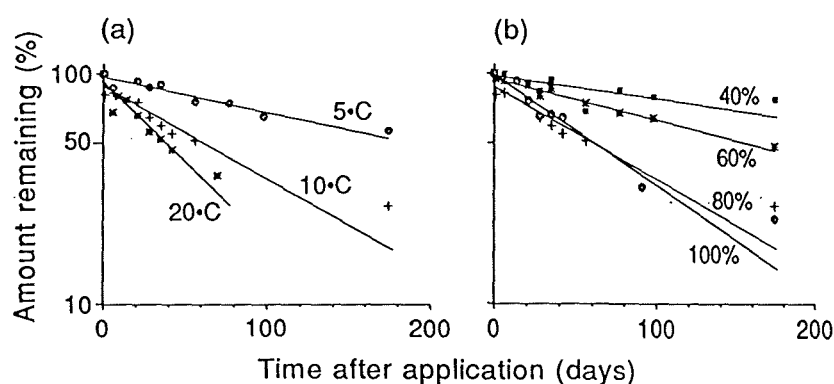 (a)
(b)
Amount remaining (%)
100
50
10
5•C
10•C
20•C
40%
60%
80%
100%
0
100
200
0
100
200
Time after application (days)